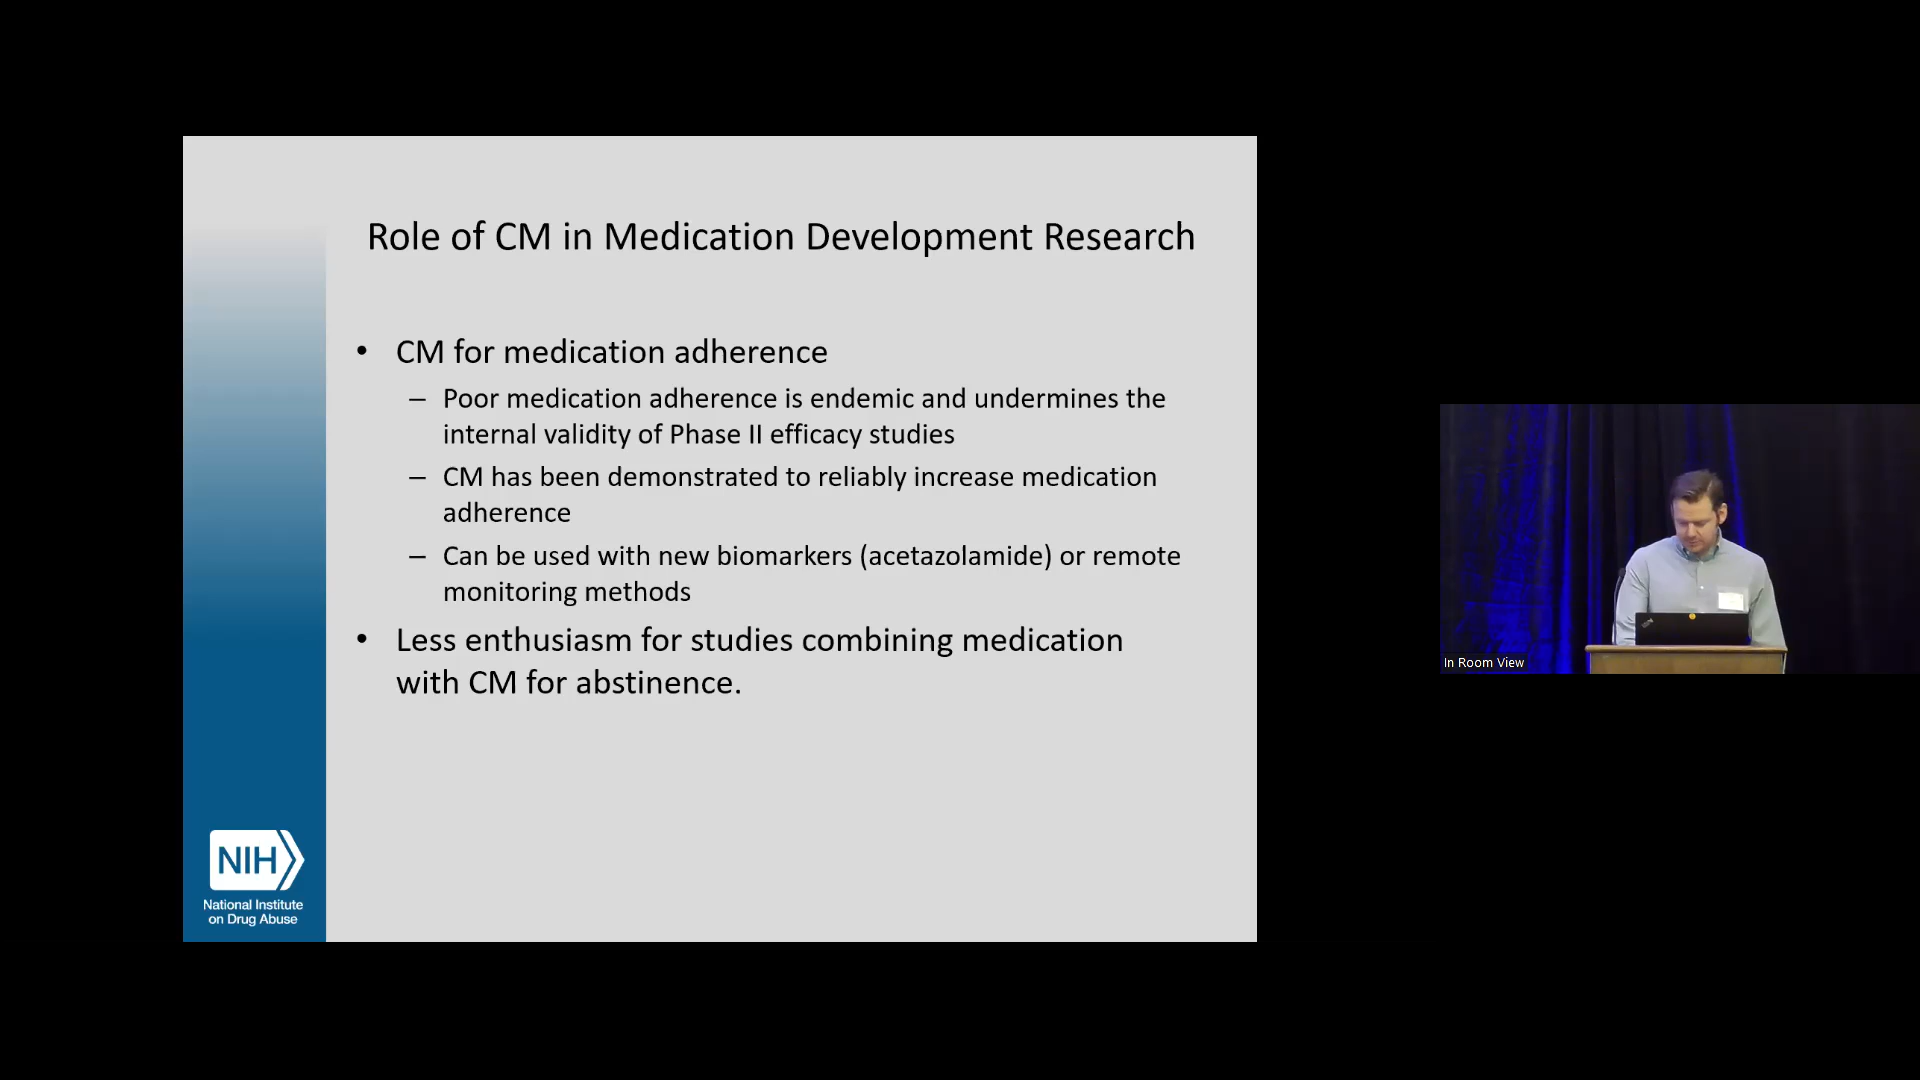 Role of CM in Medication Development Research
• CM for medication adherence
– Poor medication adherence is endemic and undermines the
internal validity of Phase II efficacy studies
– CM has been demonstrated to reliably increase medication
adherence
– Can be used with new biomarkers (acetazolamide) or remote
monitoring methods
• Less enthusiasm for studies combining medication
with CM for abstinence.
NIH
National Institute
on Drug Abuse
In Room View